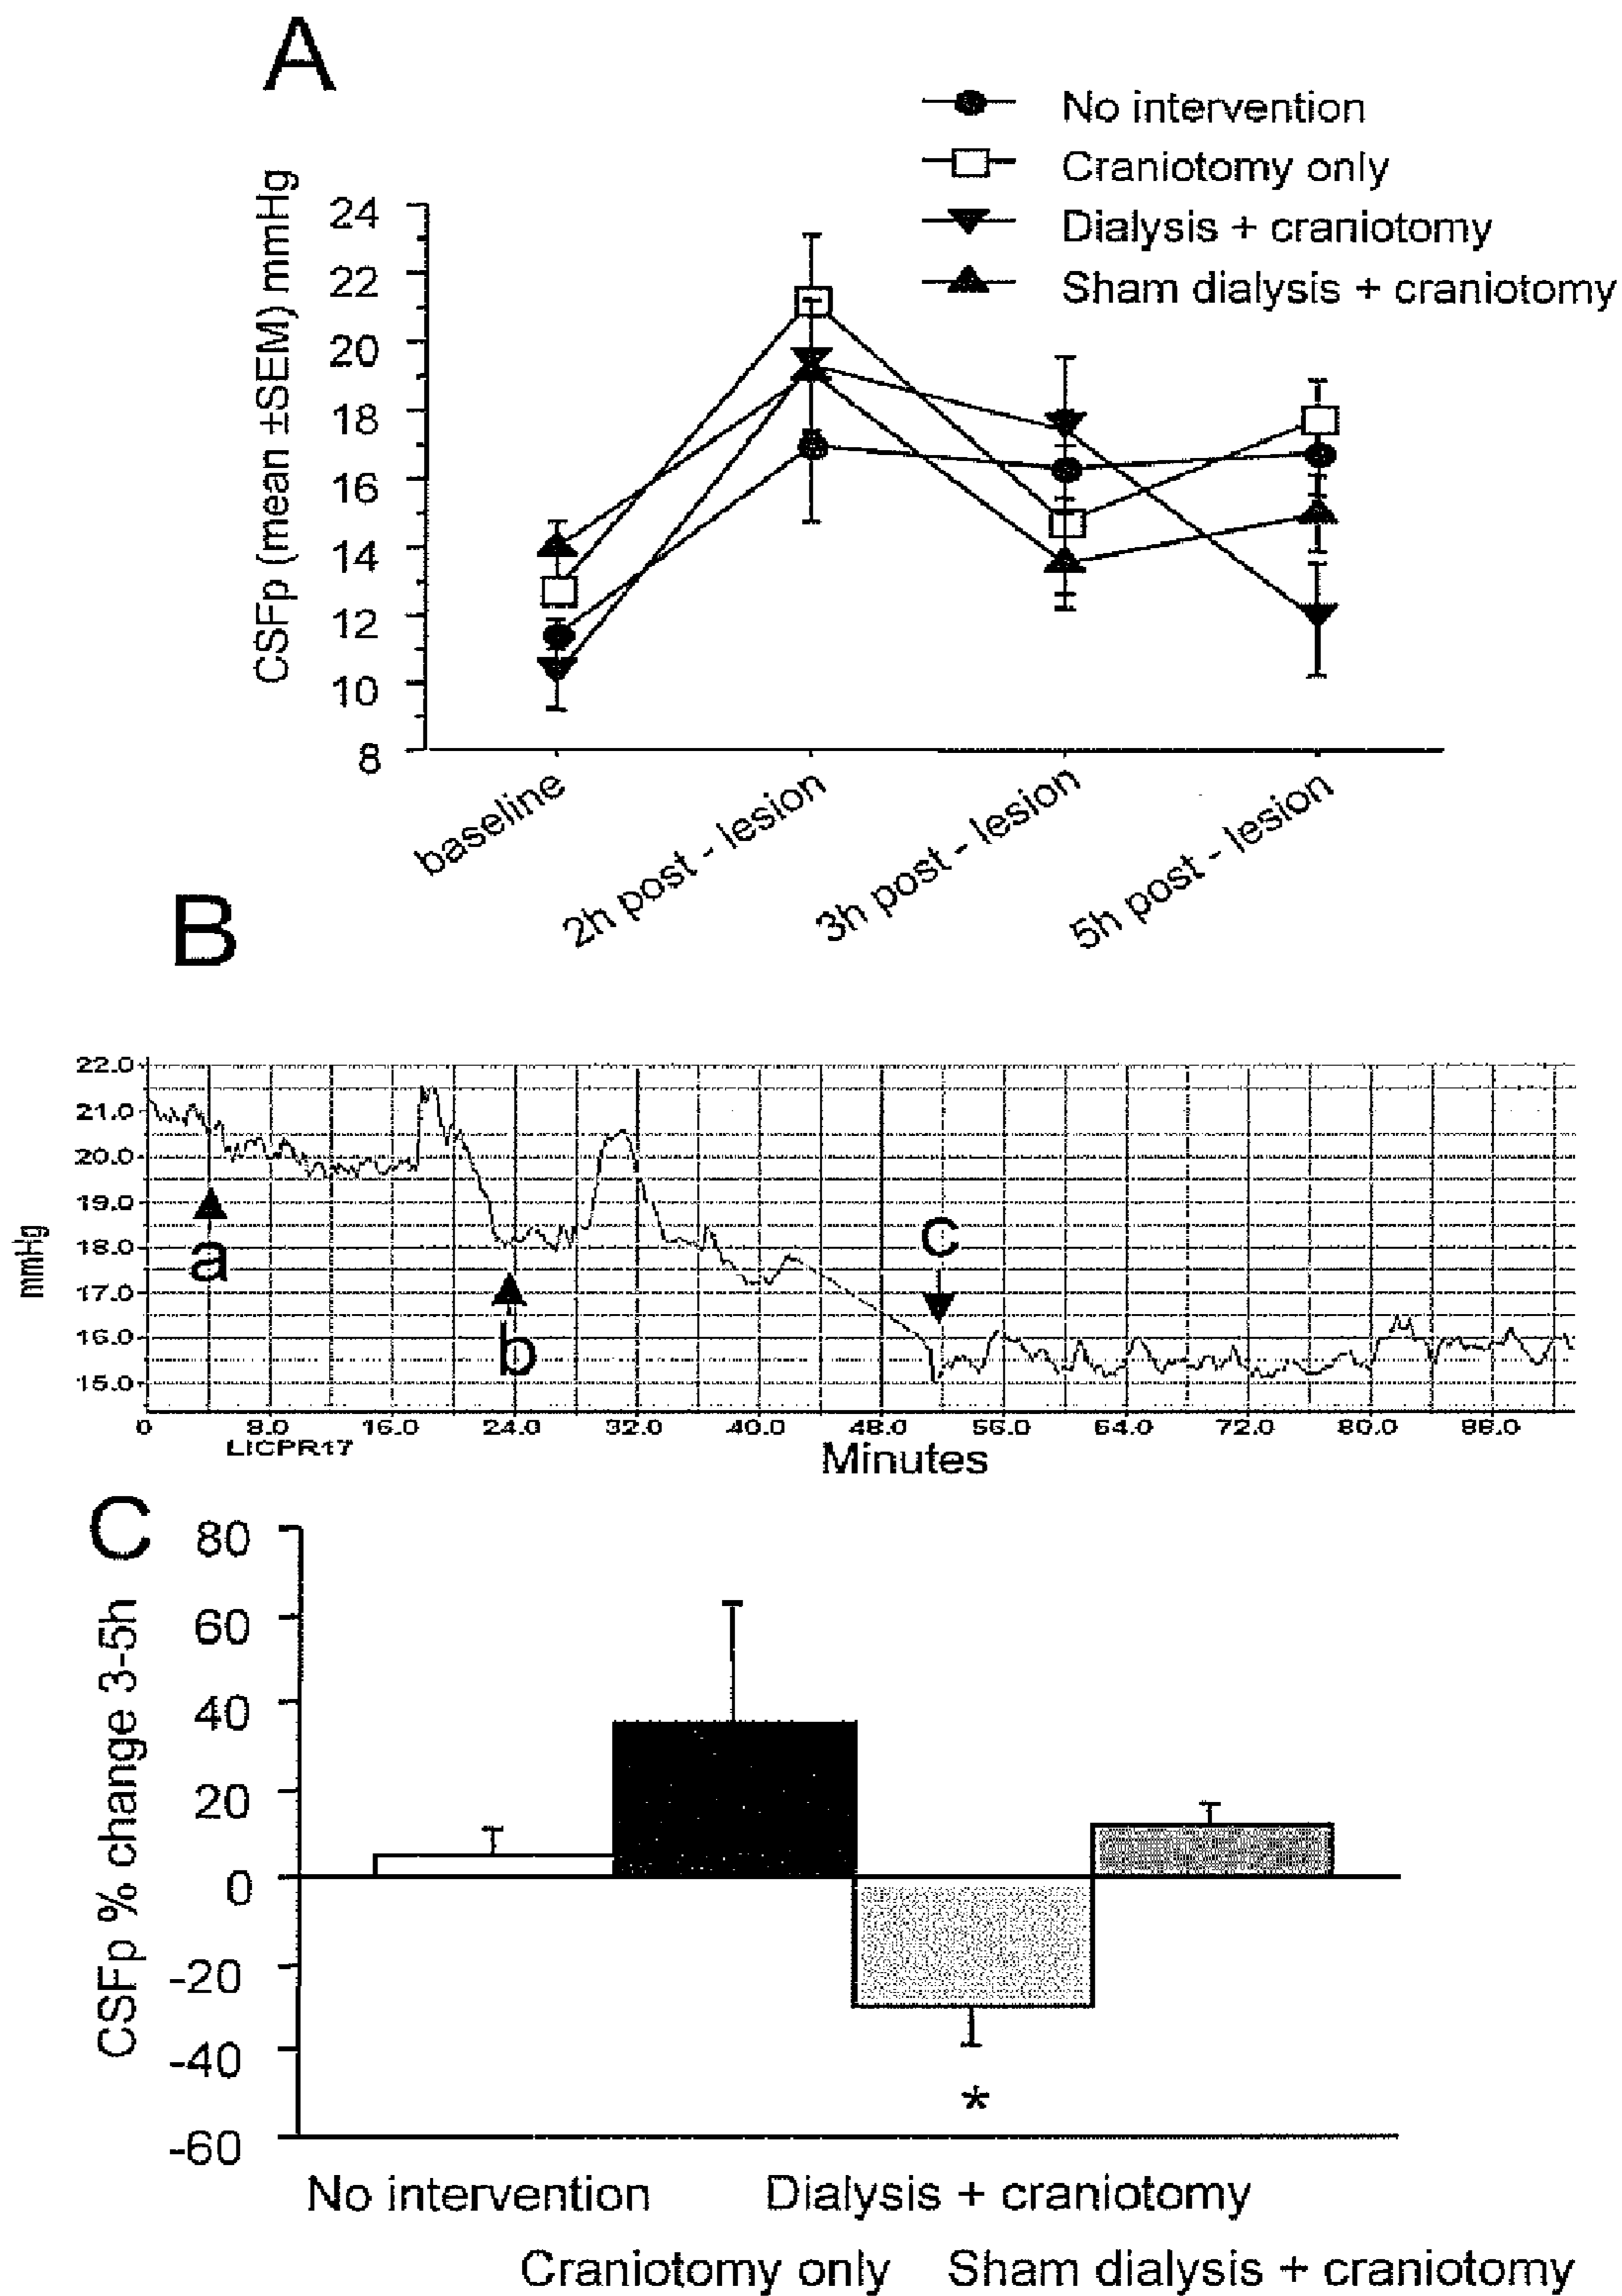 A
No intervention
Craniotomy only
Dialysis + craniotomy
Sham dialysis + craniotomy
CSFp (mean ±SEM) mmHg
24
22
20
18
16
14
12
10
8
baseline
2h post - lesion
3h post - lesion
5h post - lesion
B
22.0
21.0
20.0
19.0
18.0
17.0
16.0
15.0
mmHg
a
b
c
0 8.0 16.0 24.0 32.0 40.0 48.0 56.0 64.0 72.0 80.0 88.0
LICPR17
Minutes
C
CSFp % change 3-5h
80
60
40
20
0
-20
-40
-60
*
No intervention Dialysis + craniotomy
Craniotomy only Sham dialysis + craniotomy